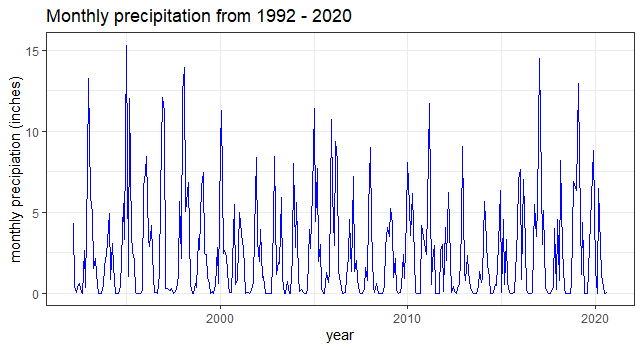 Monthly precipitation from 1992 - 2020
monthly precipiation (inches)
15
10
5
0
2000
2010
2020
year